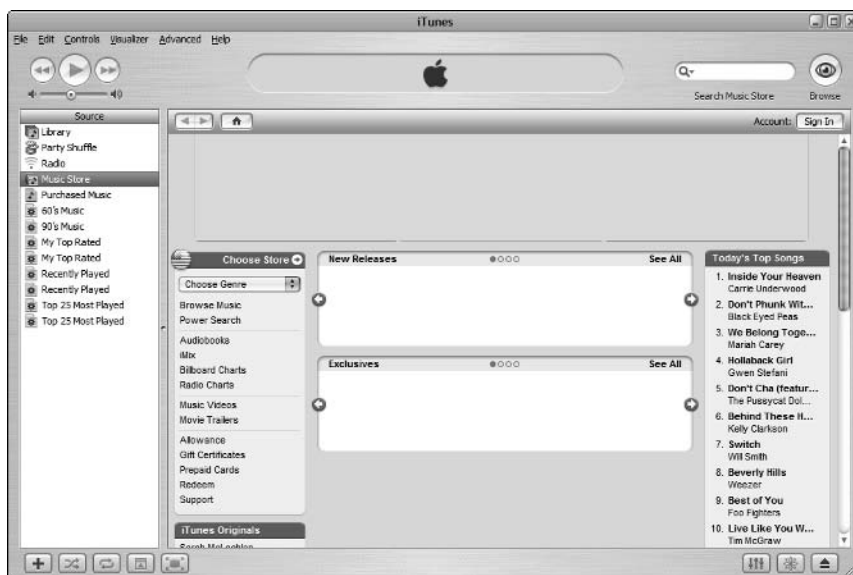 iTunes
File Edit Controls Visualizer Advanced Help
Search Music Store
Browse
Source
Library
Party Shuffle
Radio
Music Store
Purchased Music
60's Music
90's Music
My Top Rated
My Top Rated
Recently Played
Recently Played
Top 25 Most Played
Top 25 Most Played
Account: Sign In
Choose Store
Choose Genre
Browse Music
Power Search
Audiobooks
iMix
Billboard Charts
Radio Charts
Music Videos
Movie Trailers
Allowance
Gift Certificates
Prepaid Cards
Redeem
Support
iTunes Originals
Sarah McLachlan
New Releases See All
Exclusives See All
Today's Top Songs
1. Inside Your Heaven
Carrie Underwood
2. Don't Phunk Wit...
Black Eyed Peas
3. We Belong Toge...
Mariah Carey
4. Hollaback Girl
Gwen Stefani
5. Don't Cha (featur...
The Pussycat Dol...
6. Behind These H...
Kelly Clarkson
7. Switch
Will Smith
8. Beverly Hills
Weezer
9. Best of You
Foo Fighters
10. Live Like You W...
Tim McGraw